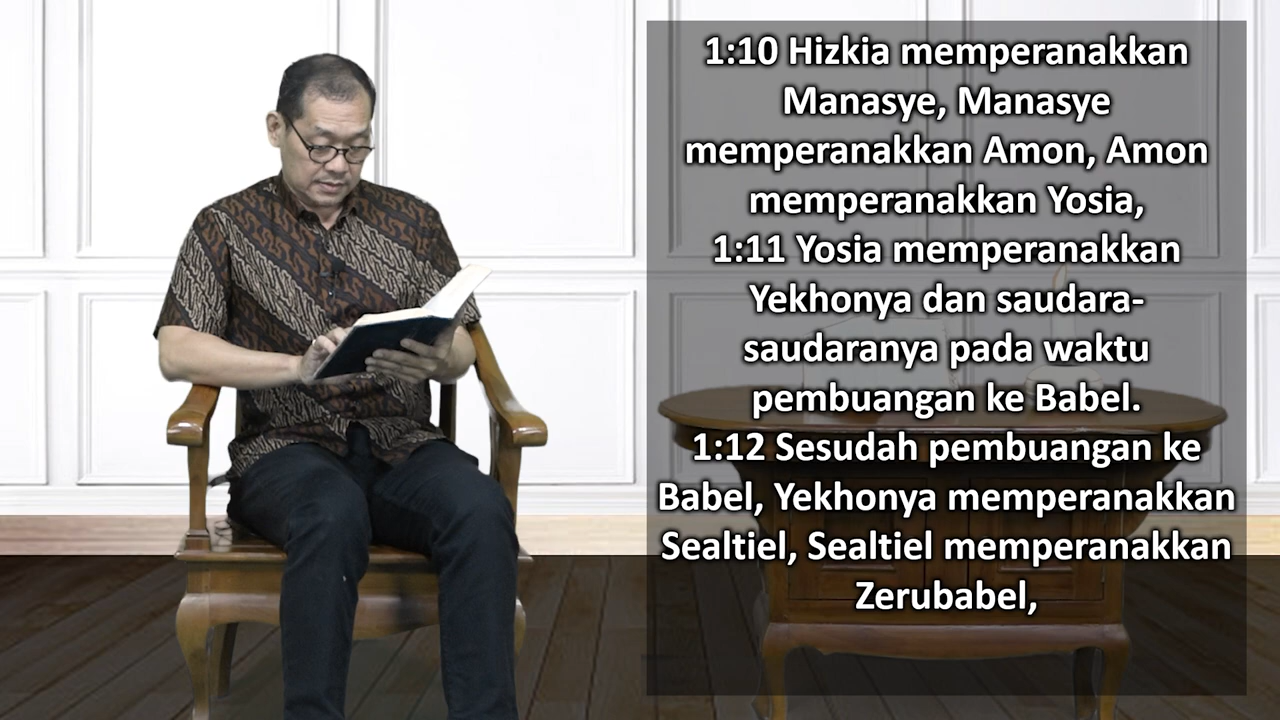 1:10 Hizkia memperanakkan
Manasye, Manasye
memperanakkan Amon, Amon
memperanakkan Yosia,
1:11 Yosia memperanakkan
Yekhonya dan saudara-
saudaranya pada waktu
pembuangan ke Babel.
1:12 Sesudah pembuangan ke
Babel, Yekhonya memperanakkan
Sealtiel, Sealtiel memperanakkan
Zerubabel,